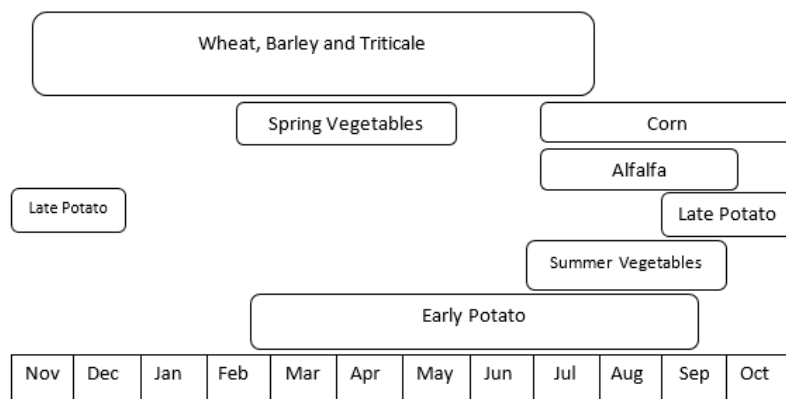 Wheat, Barley and Triticale
Spring Vegetables
Corn
Alfalfa
Late Potato
Late Potato
Summer Vegetables
Early Potato
Nov Dec Jan Feb Mar Apr May Jun Jul Aug Sep Oct